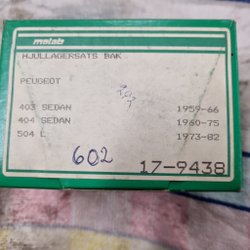 malab
HJULLAGERSATS BAK
PEUGEOT
403 SEDAN 1959-66
404 SEDAN 1960-75
504 L 1973-82
602
17-9438